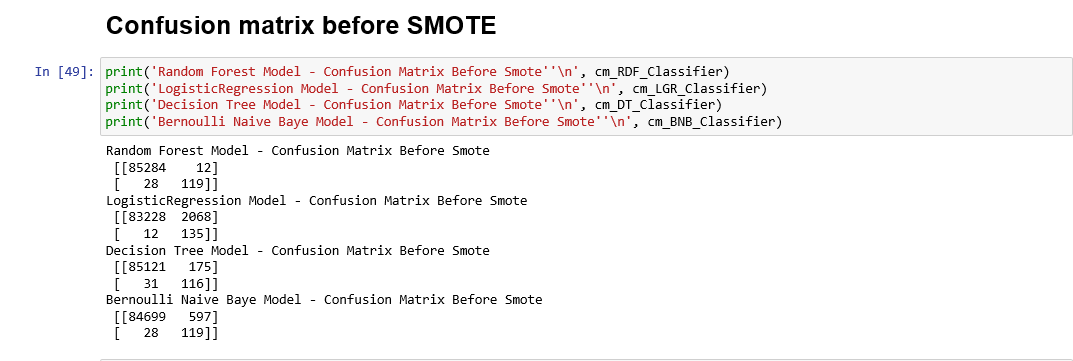 Confusion matrix before SMOTE
In [49]: print('Random Forest Model - Confusion Matrix Before Smote''\n', cm_RDF_Classifier)
print('LogisticRegression Model - Confusion Matrix Before Smote''\n', cm_LGR_Classifier)
print('Decision Tree Model - Confusion Matrix Before Smote''\n', cm_DT_Classifier)
print('Bernoulli Naive Baye Model - Confusion Matrix Before Smote''\n', cm_BNB_Classifier)
Random Forest Model - Confusion Matrix Before Smote
[[85284    12]
[   28   119]]
LogisticRegression Model - Confusion Matrix Before Smote
[[83228  2068]
[   12   135]]
Decision Tree Model - Confusion Matrix Before Smote
[[85121   175]
[   31   116]]
Bernoulli Naive Baye Model - Confusion Matrix Before Smote
[[84699   597]
[   28   119]]